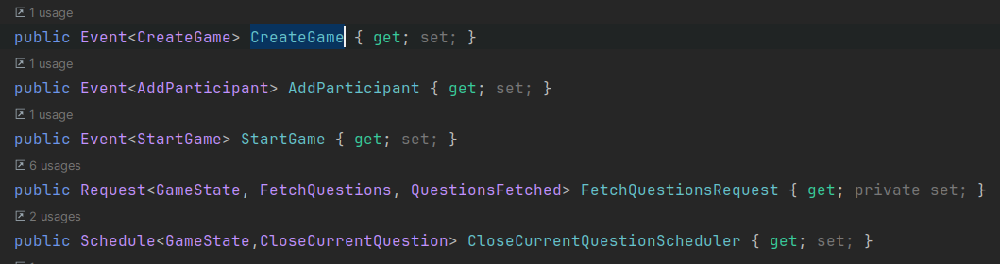 1 usage
public Event<CreateGame> CreateGame { get; set; }
1 usage
public Event<AddParticipant> AddParticipant { get; set; }
1 usage
public Event<StartGame> StartGame { get; set; }
6 usages
public Request<GameState, FetchQuestions, QuestionsFetched> FetchQuestionsRequest { get; private set; }
2 usages
public Schedule<GameState,CloseCurrentQuestion> CloseCurrentQuestionScheduler { get; set; }